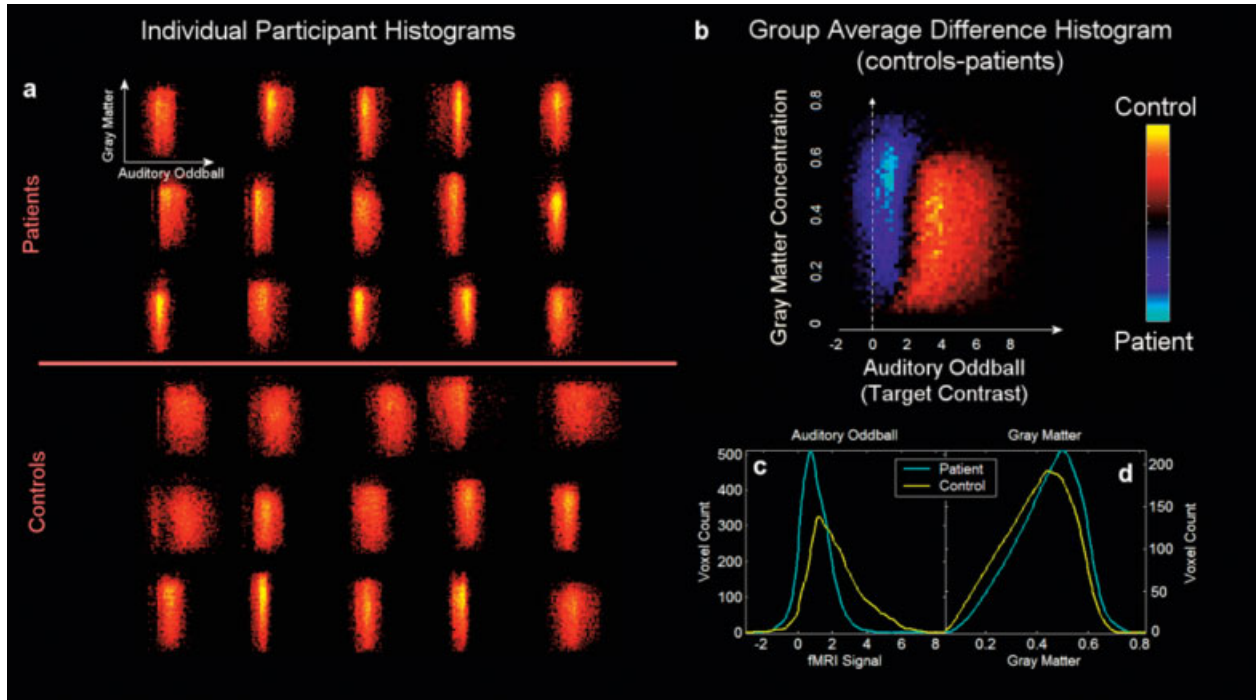 Individual Participant Histograms
a
Gray Matter
Auditory Oddball
Patients
Controls
b
Group Average Difference Histogram
(controls-patients)
Gray Matter Concentration
0.8
0.6
0.4
0.2
0
-2 0 2 4 6 8
Auditory Oddball
(Target Contrast)
Control
Patient
Auditory Oddball
c
Voxel Count
500
400
300
200
100
0
-2 0 2 4 6 8
fMRI Signal
Patient
Control
Gray Matter
d
200
150
100
50
0
Voxel Count
0.2 0.4 0.6 0.8
Gray Matter